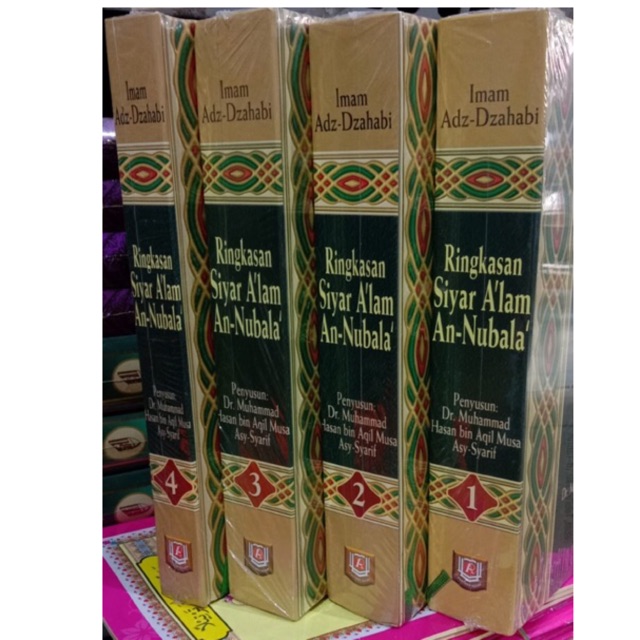 Imam
Adz-Dzahabi
Ringkasan
Siyar A'lam
An-Nubala'
Penyusun:
Dr. Muhammad
Hasan bin Aqil Musa
Asy-Syarif
4
Imam
Adz-Dzahabi
Ringkasan
Siyar A'lam
An-Nubala'
Penyusun:
Dr. Muhammad
Hasan bin Aqil Musa
Asy-Syarif
3
Imam
Adz-Dzahabi
Ringkasan
Siyar A'lam
An-Nubala'
Penyusun:
Dr. Muhammad
Hasan bin Aqil Musa
Asy-Syarif
2
Imam
Adz-Dzahabi
Ringkasan
Siyar A'lam
An-Nubala'
Penyusun:
Dr. Muhammad
Hasan bin Aqil Musa
Asy-Syarif
1